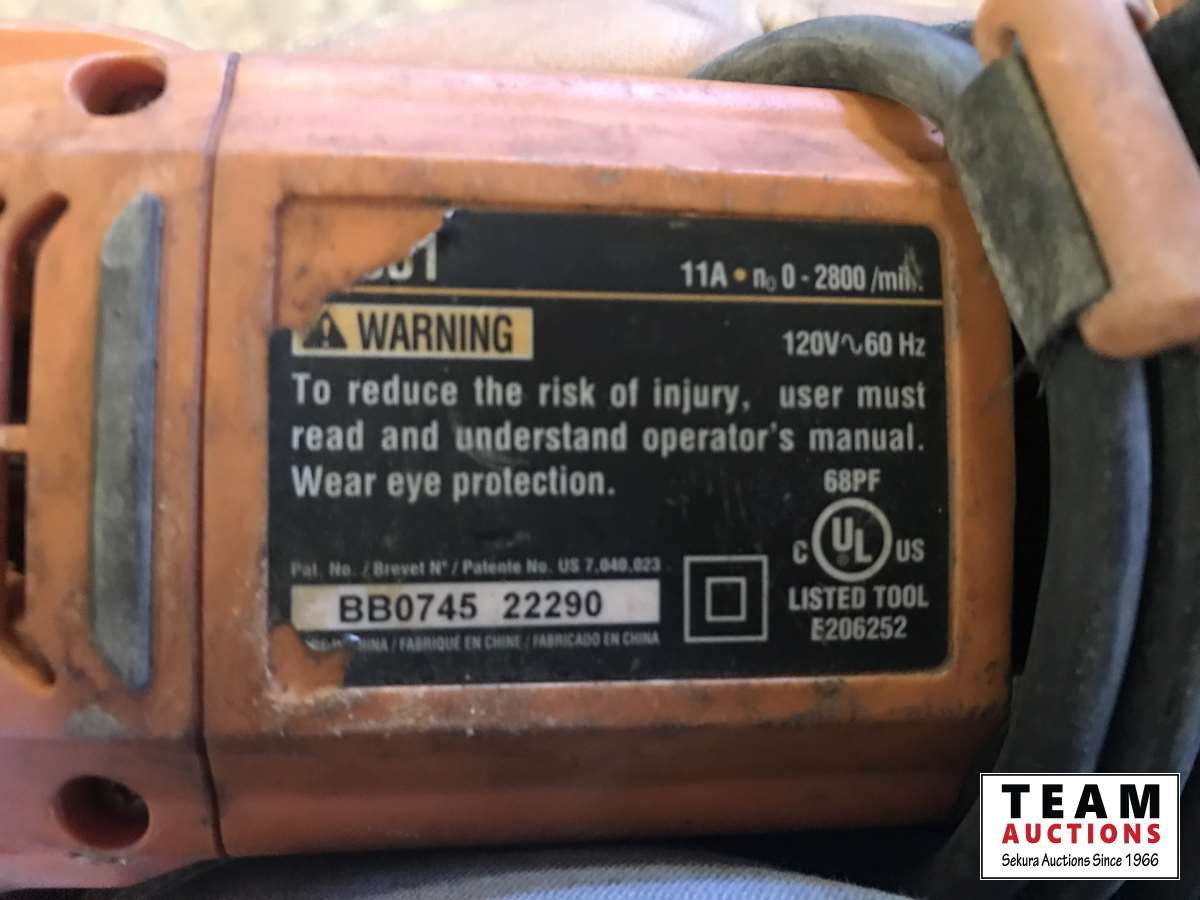 11A • n₀ 0 - 2800 /min.
WARNING
120V∿60 Hz
To reduce the risk of injury, user must
read and understand operator's manual.
Wear eye protection.
68PF
C UL US
LISTED TOOL
E206252
Pat. No. / Brevet N° / Patente No. US 7,040,023
BB0745 22290
CHINA / FABRIQUÉ EN CHINE / FABRICADO EN CHINA
TEAM
AUCTIONS
Sekura Auctions Since 1966